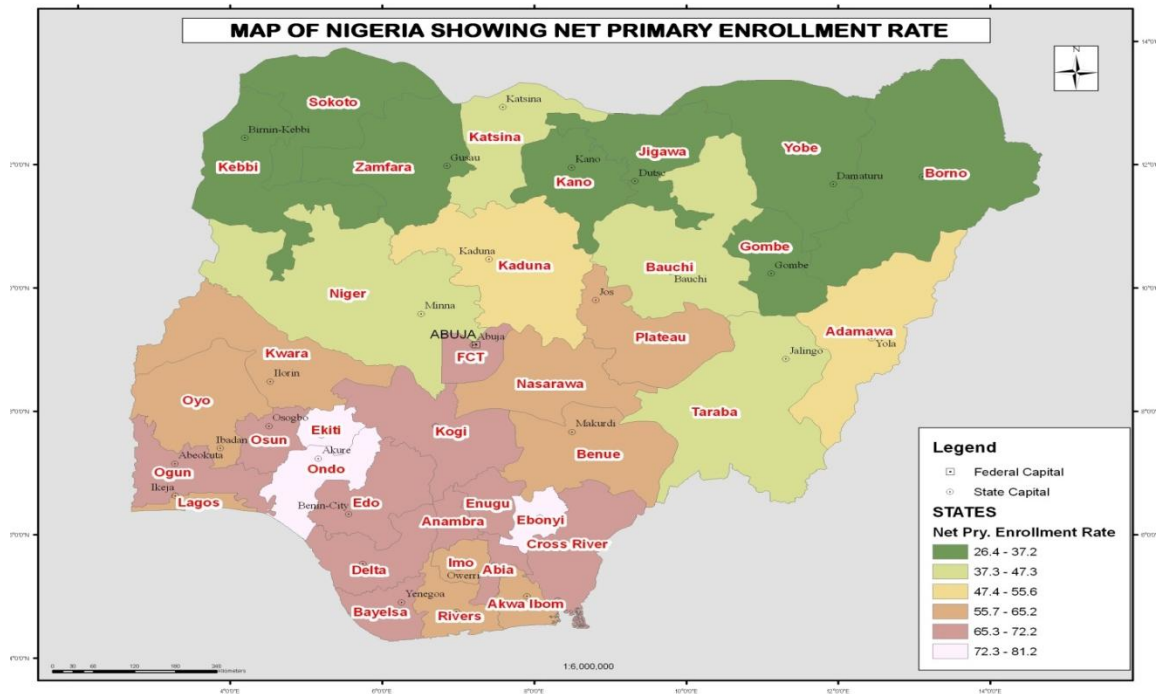 MAP OF NIGERIA SHOWING NET PRIMARY ENROLLMENT RATE
N
Sokoto
Katsina
Katsina
Birnin-Kebbi
Kebbi
Zamfara
Gusau
Kano
Kano
Jigawa
Dutse
Yobe
Damaturu
Borno
Gombe
Gombe
Kaduna
Kaduna
Bauchi
Bauchi
Niger
Minna
Jos
Plateau
Adamawa
Yola
ABUJA
Abuja
FCT
Jalingo
Kwara
Ilorin
Nasarawa
Taraba
Oyo
Osogbo
Osun
Ekiti
Kogi
Makurdi
Benue
Ibadan
Abeokuta
Ogun
Akure
Ondo
Ikeja
Lagos
Benin-City
Edo
Enugu
Anambra
Ebonyi
Cross River
Delta
Imo
Owerri
Abia
Yenegoa
Bayelsa
Rivers
Akwa Ibom
Legend
Federal Capital
State Capital
STATES
Net Pry. Enrollment Rate
26.4 - 37.2
37.3 - 47.3
47.4 - 55.6
55.7 - 65.2
65.3 - 72.2
72.3 - 81.2
1:6,000,000